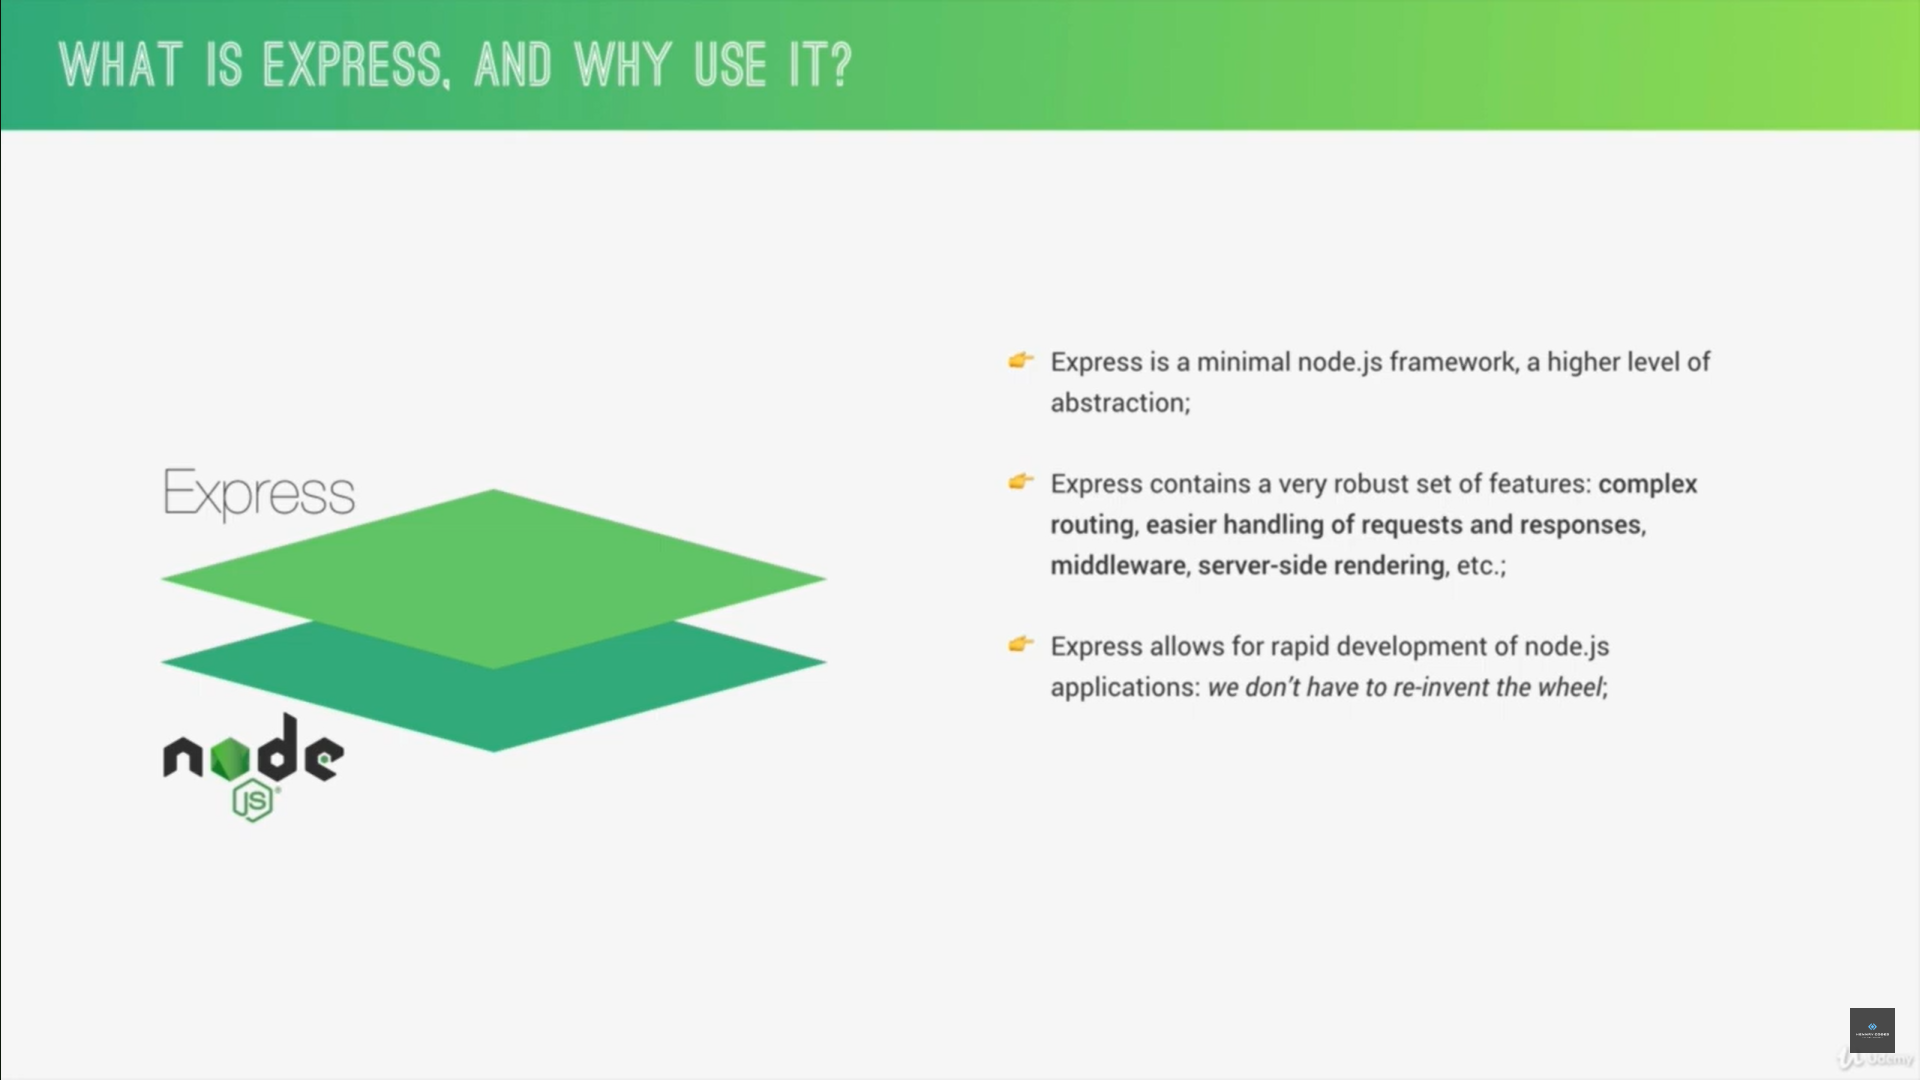 WHAT IS EXPRESS, AND WHY USE IT?
Express is a minimal node.js framework, a higher level of
abstraction;
Express contains a very robust set of features: complex
routing, easier handling of requests and responses,
middleware, server-side rendering, etc.;
Express allows for rapid development of node.js
applications: we don't have to re-invent the wheel;
Express
node
JS
Udemy